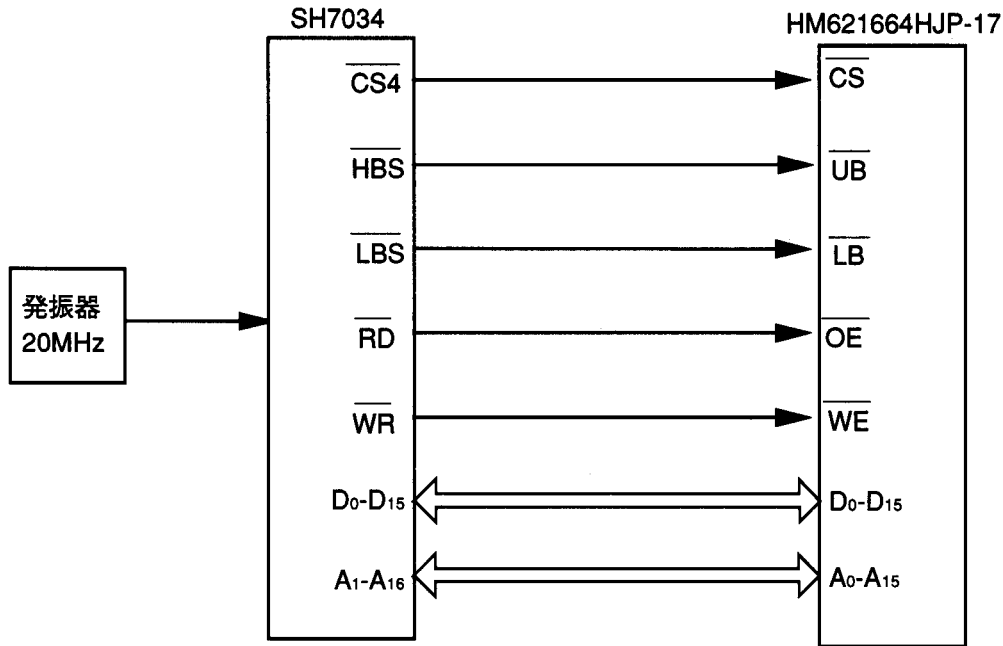 SH7034
HM621664HJP-17
CS4
CS
HBS
UB
LBS
LB
発振器
20MHz
RD
OE
WR
WE
D0-D15
D0-D15
A1-A16
A0-A15